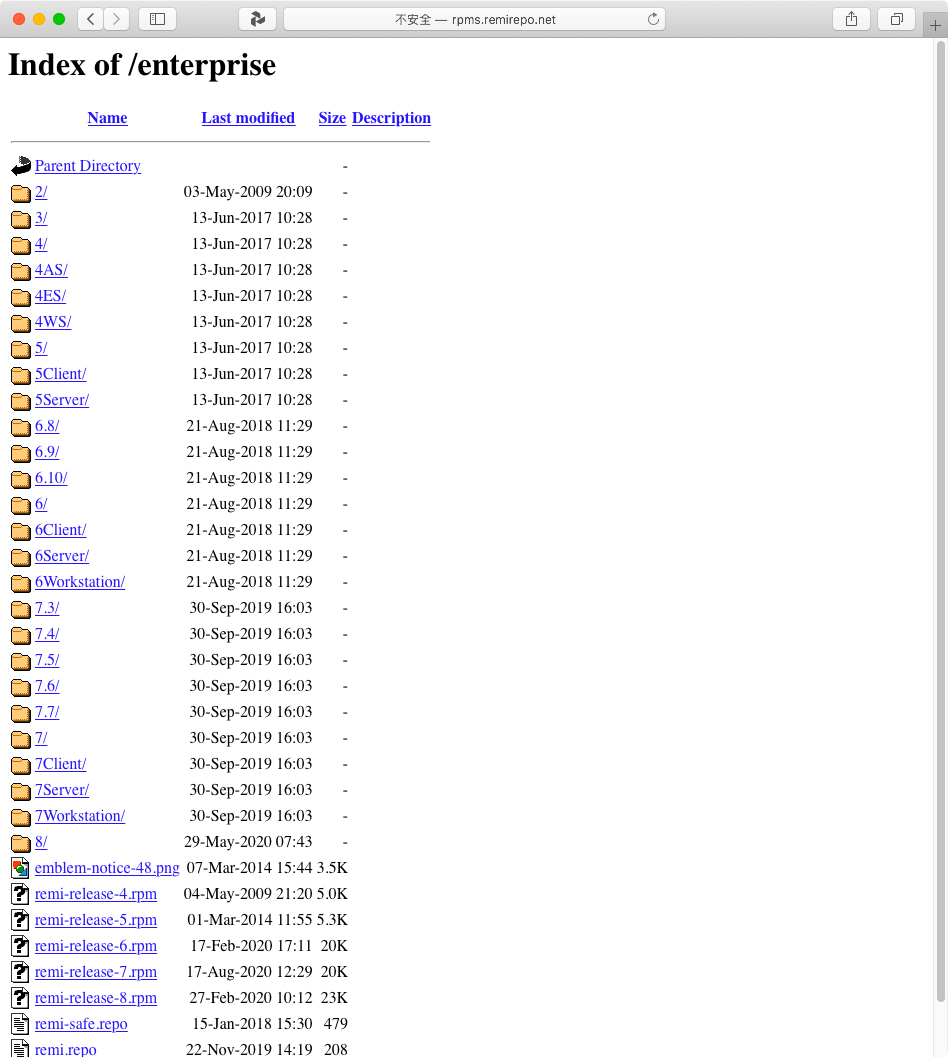 不安全 — rpms.remirepo.net
Index of /enterprise
Name Last modified Size Description
Parent Directory -
2/ 03-May-2009 20:09 -
3/ 13-Jun-2017 10:28 -
4/ 13-Jun-2017 10:28 -
4AS/ 13-Jun-2017 10:28 -
4ES/ 13-Jun-2017 10:28 -
4WS/ 13-Jun-2017 10:28 -
5/ 13-Jun-2017 10:28 -
5Client/ 13-Jun-2017 10:28 -
5Server/ 13-Jun-2017 10:28 -
6.8/ 21-Aug-2018 11:29 -
6.9/ 21-Aug-2018 11:29 -
6.10/ 21-Aug-2018 11:29 -
6/ 21-Aug-2018 11:29 -
6Client/ 21-Aug-2018 11:29 -
6Server/ 21-Aug-2018 11:29 -
6Workstation/ 21-Aug-2018 11:29 -
7.3/ 30-Sep-2019 16:03 -
7.4/ 30-Sep-2019 16:03 -
7.5/ 30-Sep-2019 16:03 -
7.6/ 30-Sep-2019 16:03 -
7.7/ 30-Sep-2019 16:03 -
7/ 30-Sep-2019 16:03 -
7Client/ 30-Sep-2019 16:03 -
7Server/ 30-Sep-2019 16:03 -
7Workstation/ 30-Sep-2019 16:03 -
8/ 29-May-2020 07:43 -
emblem-notice-48.png 07-Mar-2014 15:44 3.5K
remi-release-4.rpm 04-May-2009 21:20 5.0K
remi-release-5.rpm 01-Mar-2014 11:55 5.3K
remi-release-6.rpm 17-Feb-2020 17:11 20K
remi-release-7.rpm 17-Aug-2020 12:29 20K
remi-release-8.rpm 27-Feb-2020 10:12 23K
remi-safe.repo 15-Jan-2018 15:30 479
remi.repo 22-Nov-2019 14:19 208